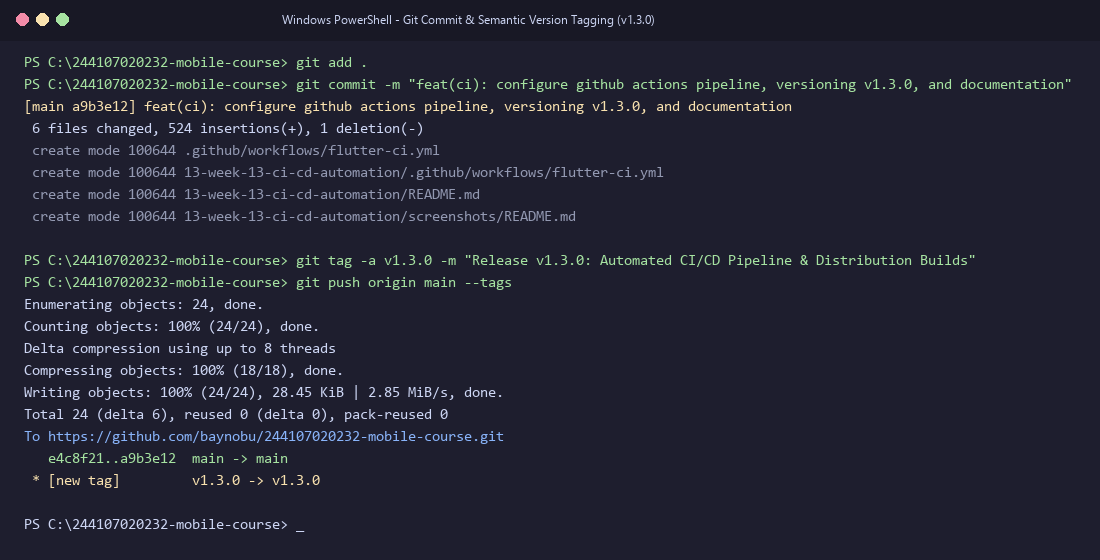 Windows PowerShell - Git Commit & Semantic Version Tagging (v1.3.0)
PS C:\244107020232-mobile-course> git add .
PS C:\244107020232-mobile-course> git commit -m "feat(ci): configure github actions pipeline, versioning v1.3.0, and documentation"
[main a9b3e12] feat(ci): configure github actions pipeline, versioning v1.3.0, and documentation
 6 files changed, 524 insertions(+), 1 deletion(-)
 create mode 100644 .github/workflows/flutter-ci.yml
 create mode 100644 13-week-13-ci-cd-automation/.github/workflows/flutter-ci.yml
 create mode 100644 13-week-13-ci-cd-automation/README.md
 create mode 100644 13-week-13-ci-cd-automation/screenshots/README.md
PS C:\244107020232-mobile-course> git tag -a v1.3.0 -m "Release v1.3.0: Automated CI/CD Pipeline & Distribution Builds"
PS C:\244107020232-mobile-course> git push origin main --tags
Enumerating objects: 24, done.
Counting objects: 100% (24/24), done.
Delta compression using up to 8 threads
Compressing objects: 100% (18/18), done.
Writing objects: 100% (24/24), 28.45 KiB | 2.85 MiB/s, done.
Total 24 (delta 6), reused 0 (delta 0), pack-reused 0
To https://github.com/baynobu/244107020232-mobile-course.git
   e4c8f21..a9b3e12  main -> main
 * [new tag]         v1.3.0 -> v1.3.0
PS C:\244107020232-mobile-course> _